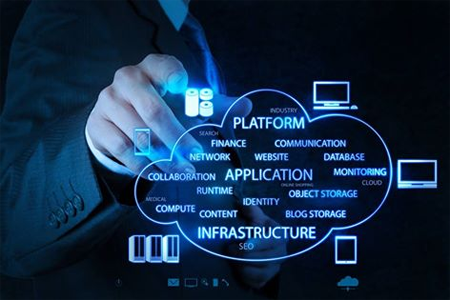 INDUSTRY
PLATFORM
SEARCH
FINANCE COMMUNICATION
NETWORK WEBSITE DATABASE
COLLABORATION APPLICATION MONITORING
ONLINE SHOPPING CLOUD
RUNTIME OBJECT STORAGE
MEDICAL IDENTITY
COMPUTE CONTENT BLOG STORAGE
INFRASTRUCTURE
SEO